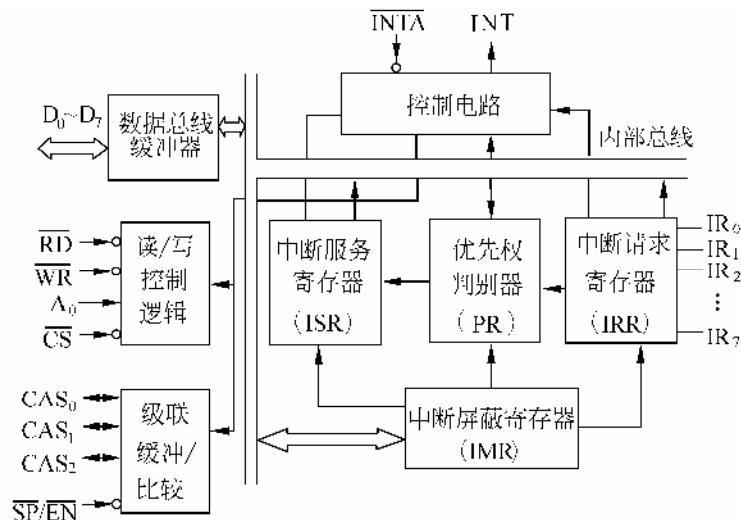 INTA INT
控制电路
D₀~D₇
数据总线
缓冲器
内部总线
RD
WR
A₀
CS
读/写
控制
逻辑
中断服务
寄存器
(ISR)
优先权
判别器
(PR)
中断请求
寄存器
(IRR)
IR₀
IR₁
IR₂
⋮
IR₇
CAS₀
CAS₁
CAS₂
SP/EN
级联
缓冲/
比较
中断屏蔽寄存器
(IMR)